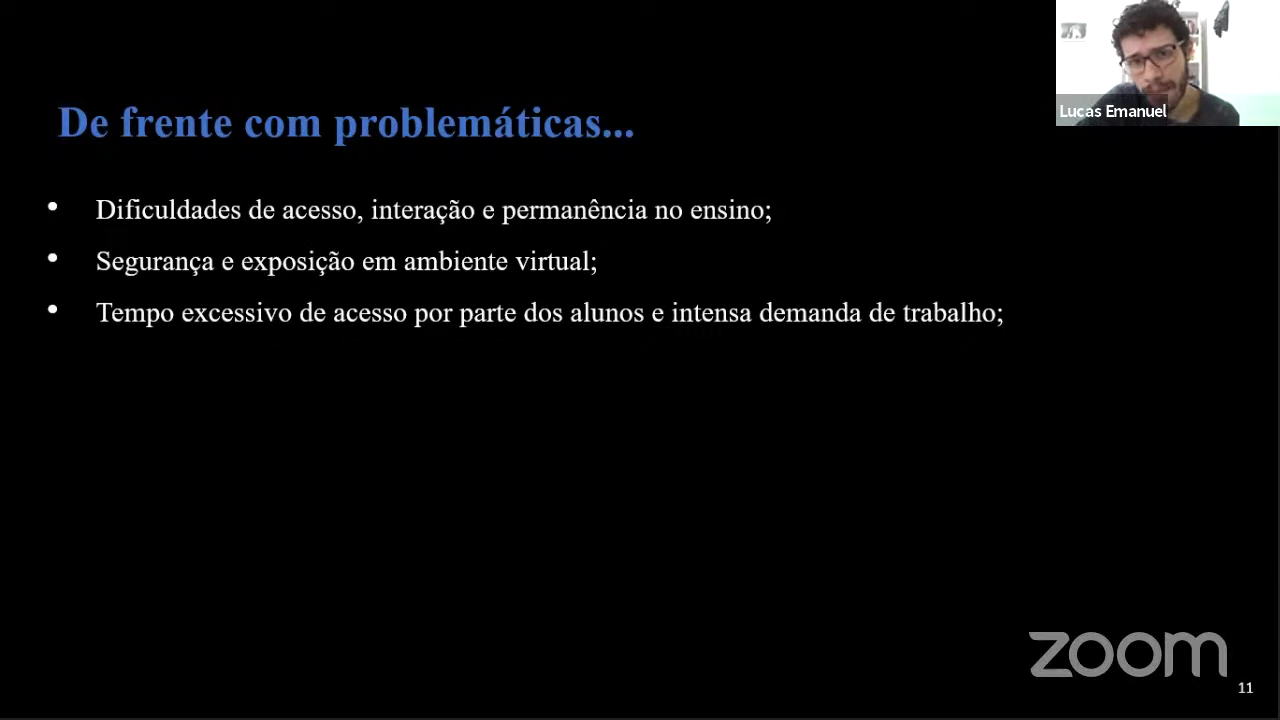 Lucas Emanuel
De frente com problemáticas...
• Dificuldades de acesso, interação e permanência no ensino;
• Segurança e exposição em ambiente virtual;
• Tempo excessivo de acesso por parte dos alunos e intensa demanda de trabalho;
zoom
11